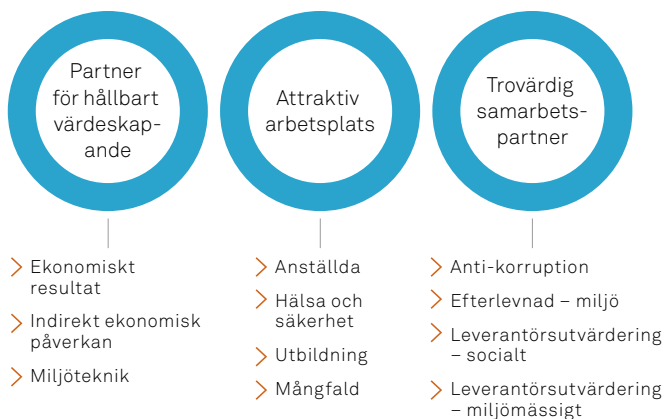 Partner
för hållbart
värdeskap-
ande
Attraktiv
arbetsplats
Trovärdig
samarbets-
partner
Ekonomiskt
resultat
Indirekt ekonomisk
påverkan
Miljöteknik
Anställda
Hälsa och
säkerhet
Utbildning
Mångfald
Anti-korruption
Efterlevnad – miljö
Leverantörsutvärdering
– socialt
Leverantörsutvärdering
– miljömässigt